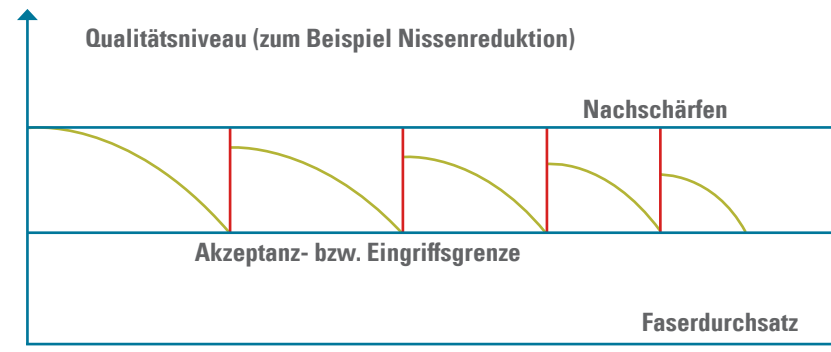 Qualitätsniveau (zum Beispiel Nissenreduktion)
Nachschärfen
Akzeptanz- bzw. Eingriffsgrenze
Faserdurchsatz